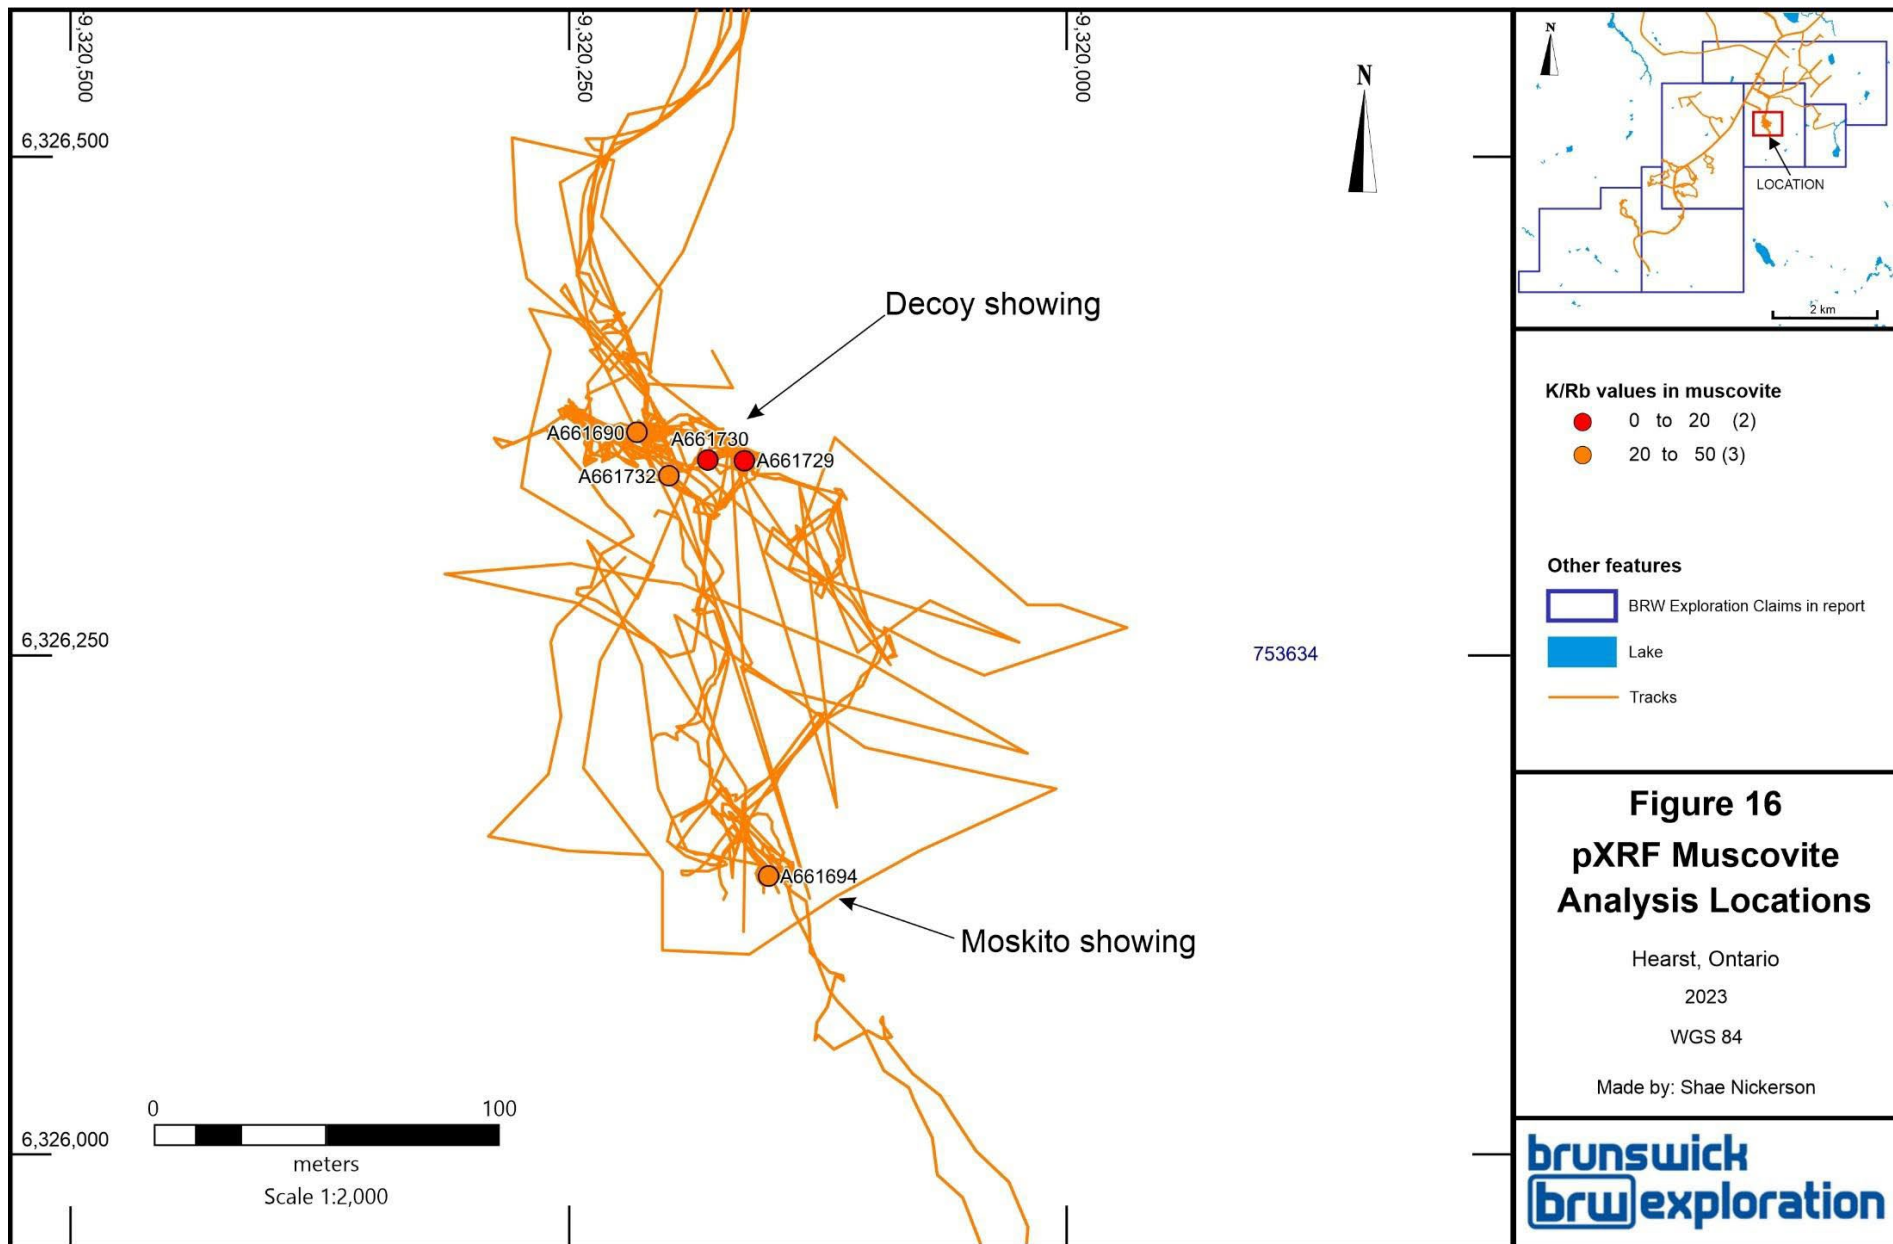 -9,320,500
-9,320,250
-9,320,000
6,326,500
6,326,250
6,326,000
N
Decoy showing
A661690
A661730
A661729
A661732
753634
A661694
Moskito showing
0 100
meters
Scale 1:2,000
N
LOCATION
2 km
K/Rb values in muscovite
0 to 20 (2)
20 to 50 (3)
Other features
BRW Exploration Claims in report
Lake
Tracks
Figure 16
pXRF Muscovite
Analysis Locations
Hearst, Ontario
2023
WGS 84
Made by: Shae Nickerson
brunswick
brw exploration